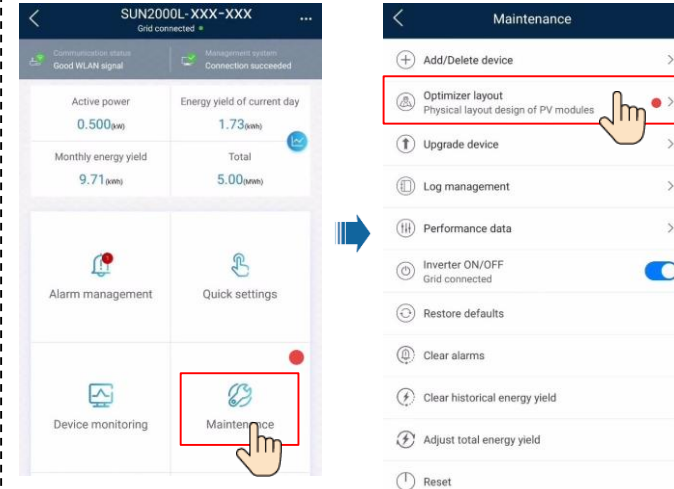 SUN2000L-XXX-XXX
Grid connected
Communication status
Good WLAN signal
Management system
Connection succeeded
Active power
0.500(kW)
Energy yield of current day
1.73(kWh)
Monthly energy yield
9.71(kWh)
Total
5.00(MWh)
Alarm management
Quick settings
Device monitoring
Maintenance
Maintenance
Add/Delete device
Optimizer layout
Physical layout design of PV modules
Upgrade device
Log management
Performance data
Inverter ON/OFF
Grid connected
Restore defaults
Clear alarms
Clear historical energy yield
Adjust total energy yield
Reset